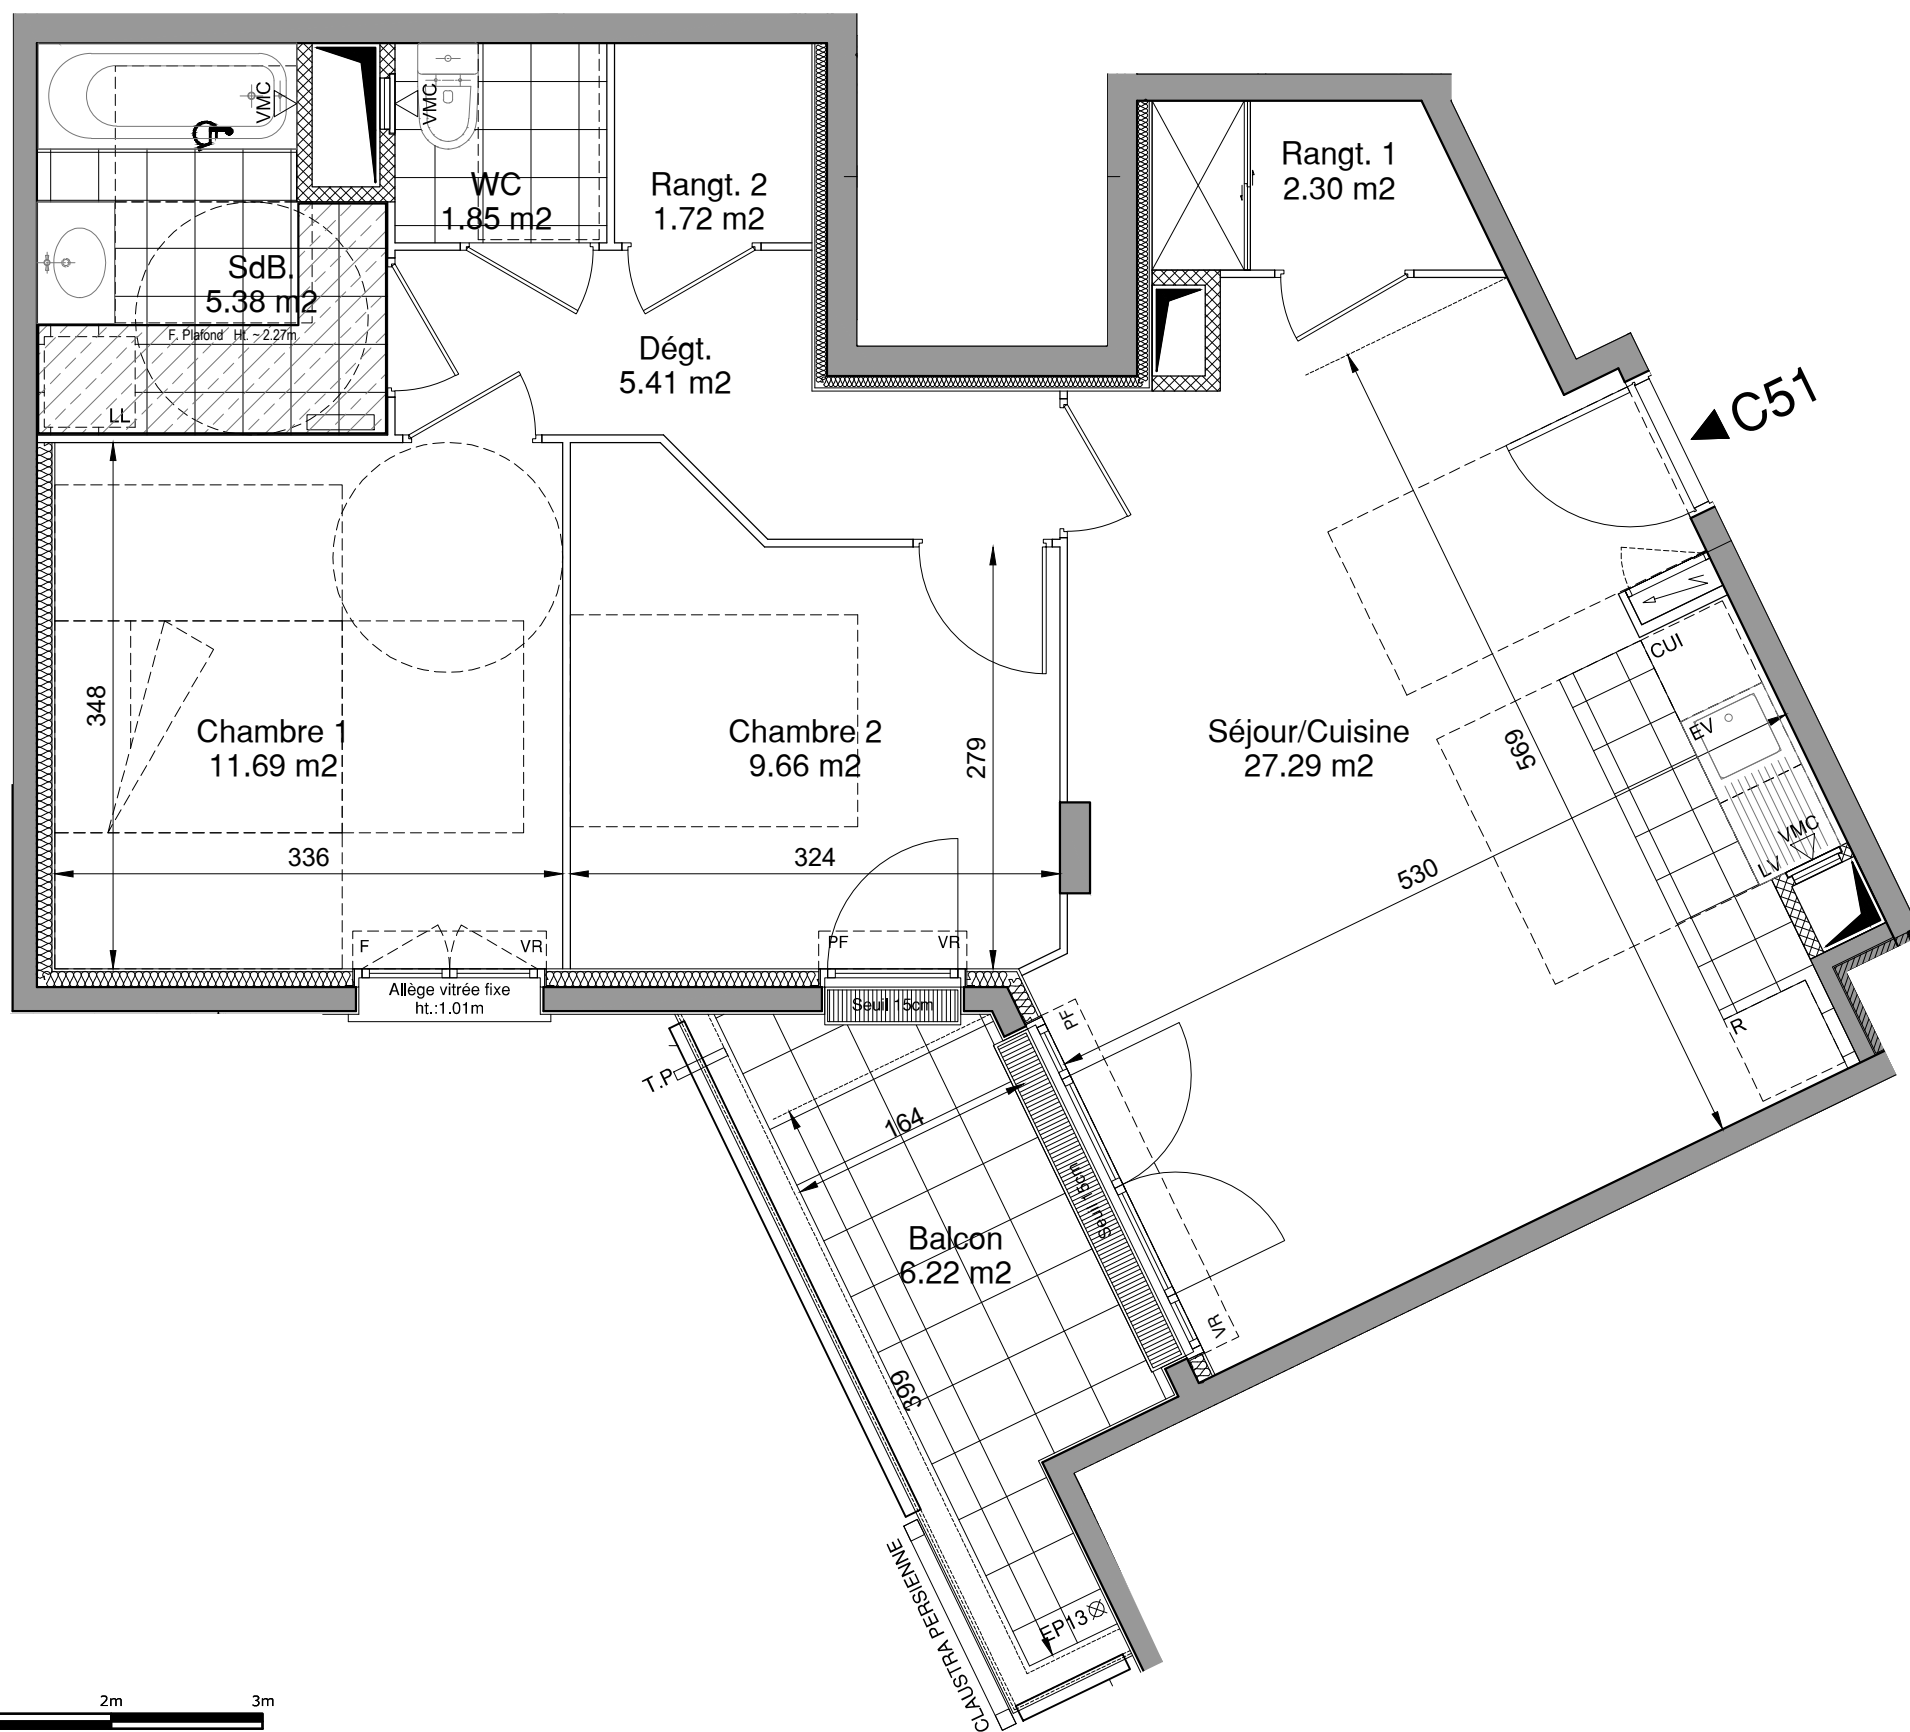 VMC
VMC
WC
1.85 m2
Rangt. 2
1.72 m2
Rangt. 1
2.30 m2
SdB.
5.38 m2
F. Plafond Ht. ~ 2.27m
LL
Dégt.
5.41 m2
C51
CUI
EV
VMC
LV
R
348
Chambre 1
11.69 m2
336
Chambre 2
9.66 m2
279
324
Séjour/Cuisine
27.29 m2
569
530
F
VR
PF
VR
Allège vitrée fixe
ht.:1.01m
Seuil 15cm
PF
T.P
164
Seuil 15cm
Balcon
6.22 m2
VR
399
CLAUSTRA PERSIENNE
EP13
2m
3m